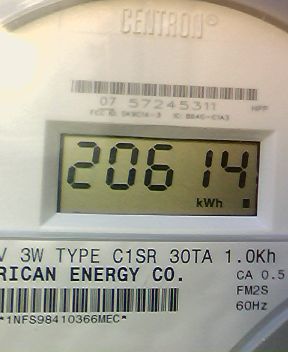 CENTRON®
07 57245311
20614
kWh
V 3W TYPE C1SR 30TA 1.0Kh
RICAN ENERGY CO.
CA 0.5
FM2S
60Hz
*1NFS98410366MEC*